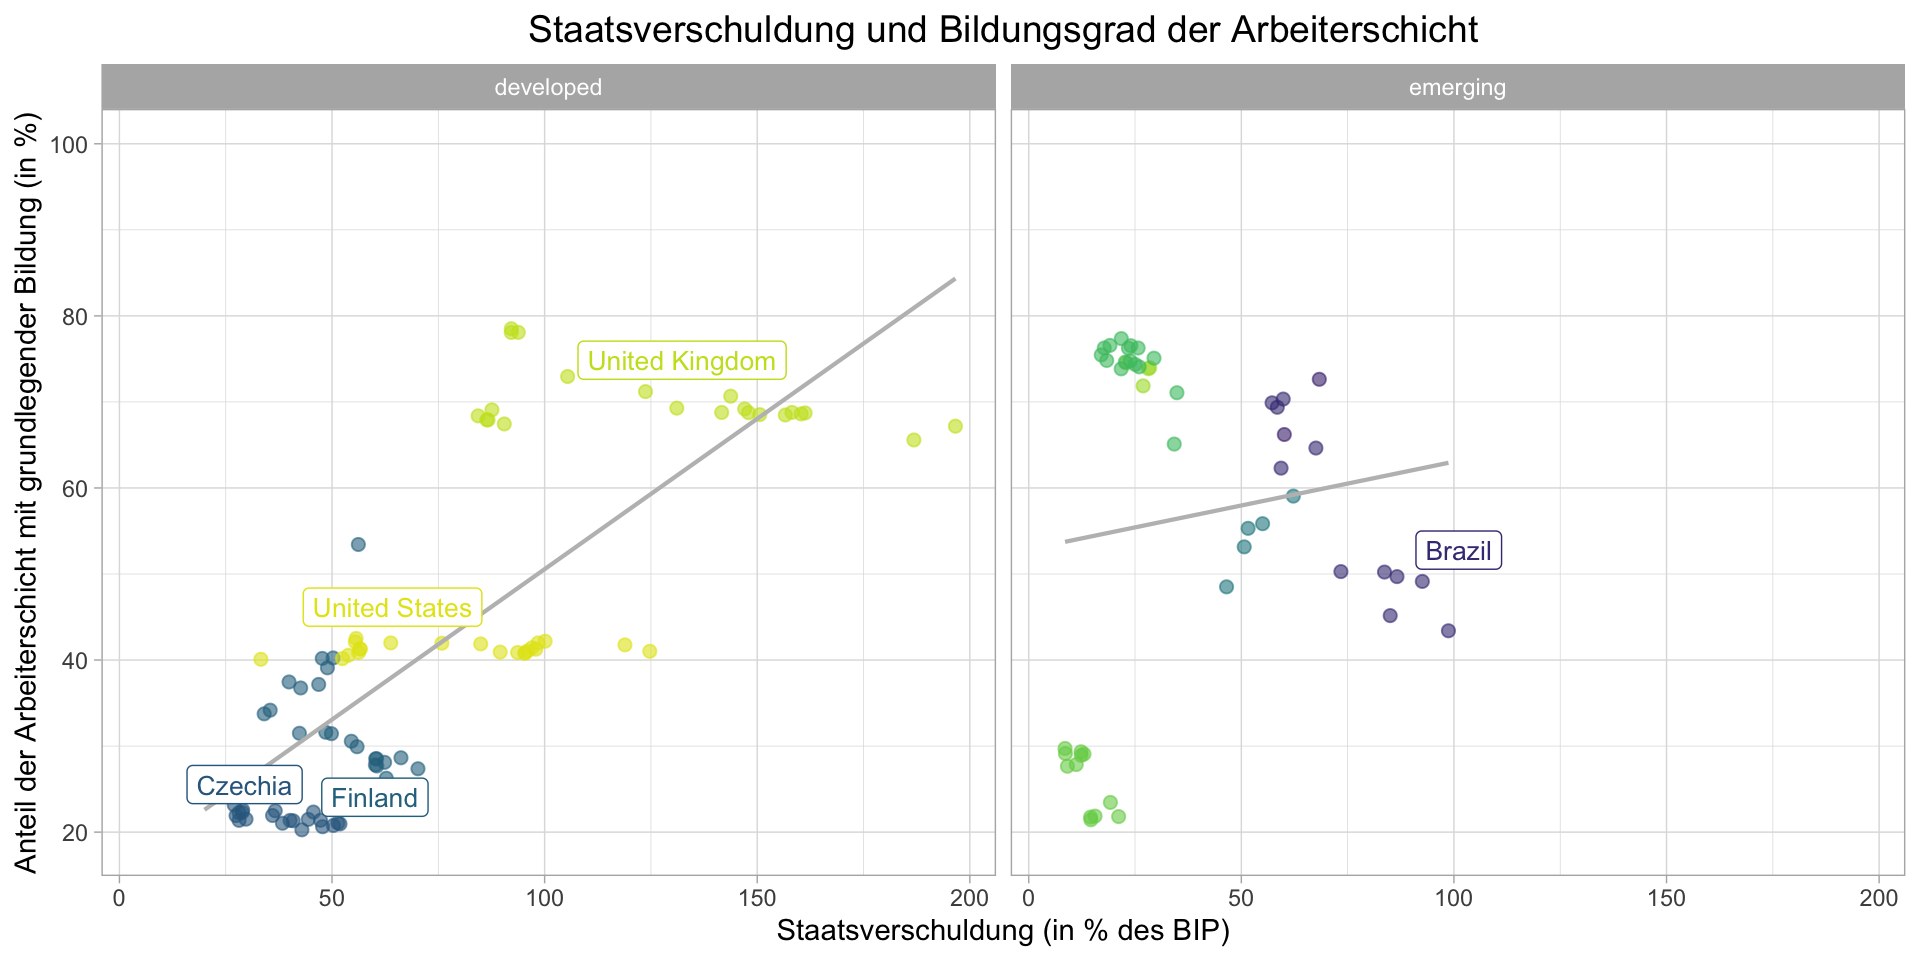 Staatsverschuldung und Bildungsgrad der Arbeiterschicht
developed
emerging
Anteil der Arbeiterschicht mit grundlegender Bildung (in %)
100
80
60
40
20
United Kingdom
United States
Czechia
Finland
Brazil
0 50 100 150 200
0 50 100 150 200
Staatsverschuldung (in % des BIP)